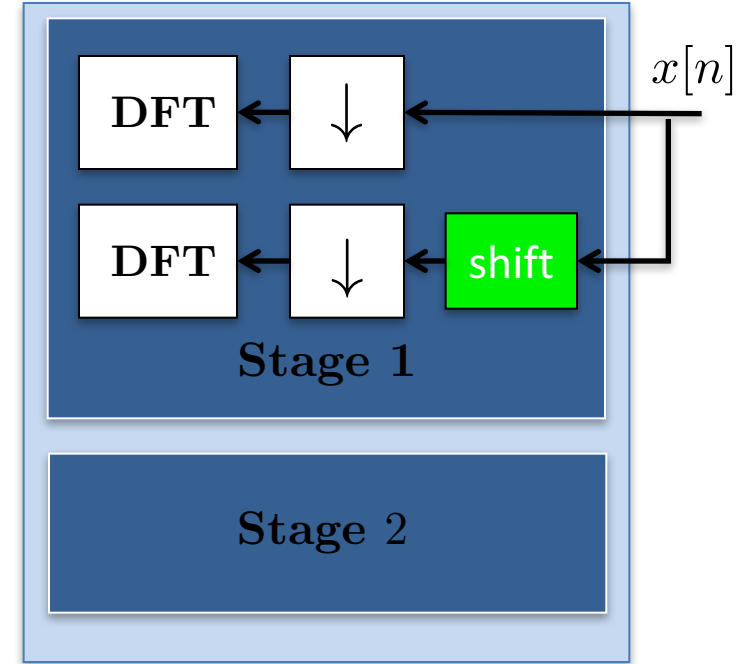 x[n]
DFT ↓
DFT ↓ shift
Stage 1
Stage 2